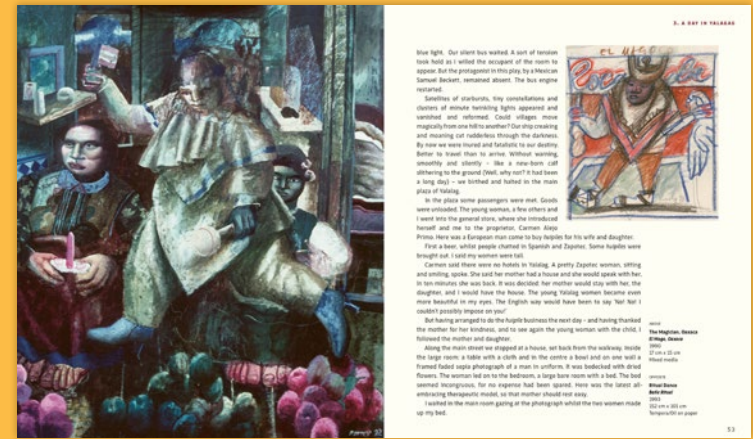 3. A DAY IN YALALAG
blue light. Our silent bus waited. A sort of tension
took hold as I willed the occupant of the room to
appear. But the protagonist in this play, by a Mexican
Samuel Beckett, remained absent. The bus engine
restarted.
Satellites of starbursts, tiny constellations and
clusters of minute twinkling lights appeared and
vanished and reformed. Could villages move
magically from one hill to another? Our ship creaking
and moaning cut rudderless through the darkness.
By now we were inured and fatalistic to our destiny.
Better to travel than to arrive. Without warning,
smoothly and silently – like a new-born calf
slithering to the ground (Well, why not? It had been
a long day) – we birthed and halted in the main
plaza of Yalalag.
In the plaza some passengers were met. Goods
were unloaded. The young woman, a few others and
I went into the general store, where she introduced
herself and me to the proprietor, Carmen Alejo
Primo. Here was a European man come to buy huipiles for his wife and daughter.
First a beer, whilst people chatted in Spanish and Zapotec. Some huipiles were
brought out. I said my women were tall.
Carmen said there were no hotels in Yalalag. A pretty Zapotec woman, sitting
and smiling, spoke. She said her mother had a house and she would speak with her.
In ten minutes she was back. It was decided: her mother would stay with her, the
daughter, and I would have the house. The young Yalalag women became even
more beautiful in my eyes. The English way would have been to say 'No! No! I
couldn't possibly impose on you!'
But having arranged to do the huipile business the next day – and having thanked
the mother for her kindness, and to see again the young woman with the child, I
followed the mother and daughter.
Along the main street we stopped at a house, set back from the walkway. Inside
the large room: a table with a cloth and in the centre a bowl and on one wall a
framed faded sepia photograph of a man in uniform. It was bedecked with dried
flowers. The woman led on to the bedroom, a large bare room with a bed. The bed
seemed incongruous, for no expense had been spared. Here was the latest all-
embracing therapeutic model, so that mother should rest easy.
I waited in the main room gazing at the photograph whilst the two women made
up my bed.
EL MAGO
ABOVE
The Magician, Oaxaca
El Mago, Oaxaca
Mixed media
OPPOSITE
Ritual Dance
Baile Ritual
Tempera/Oil on paper
53